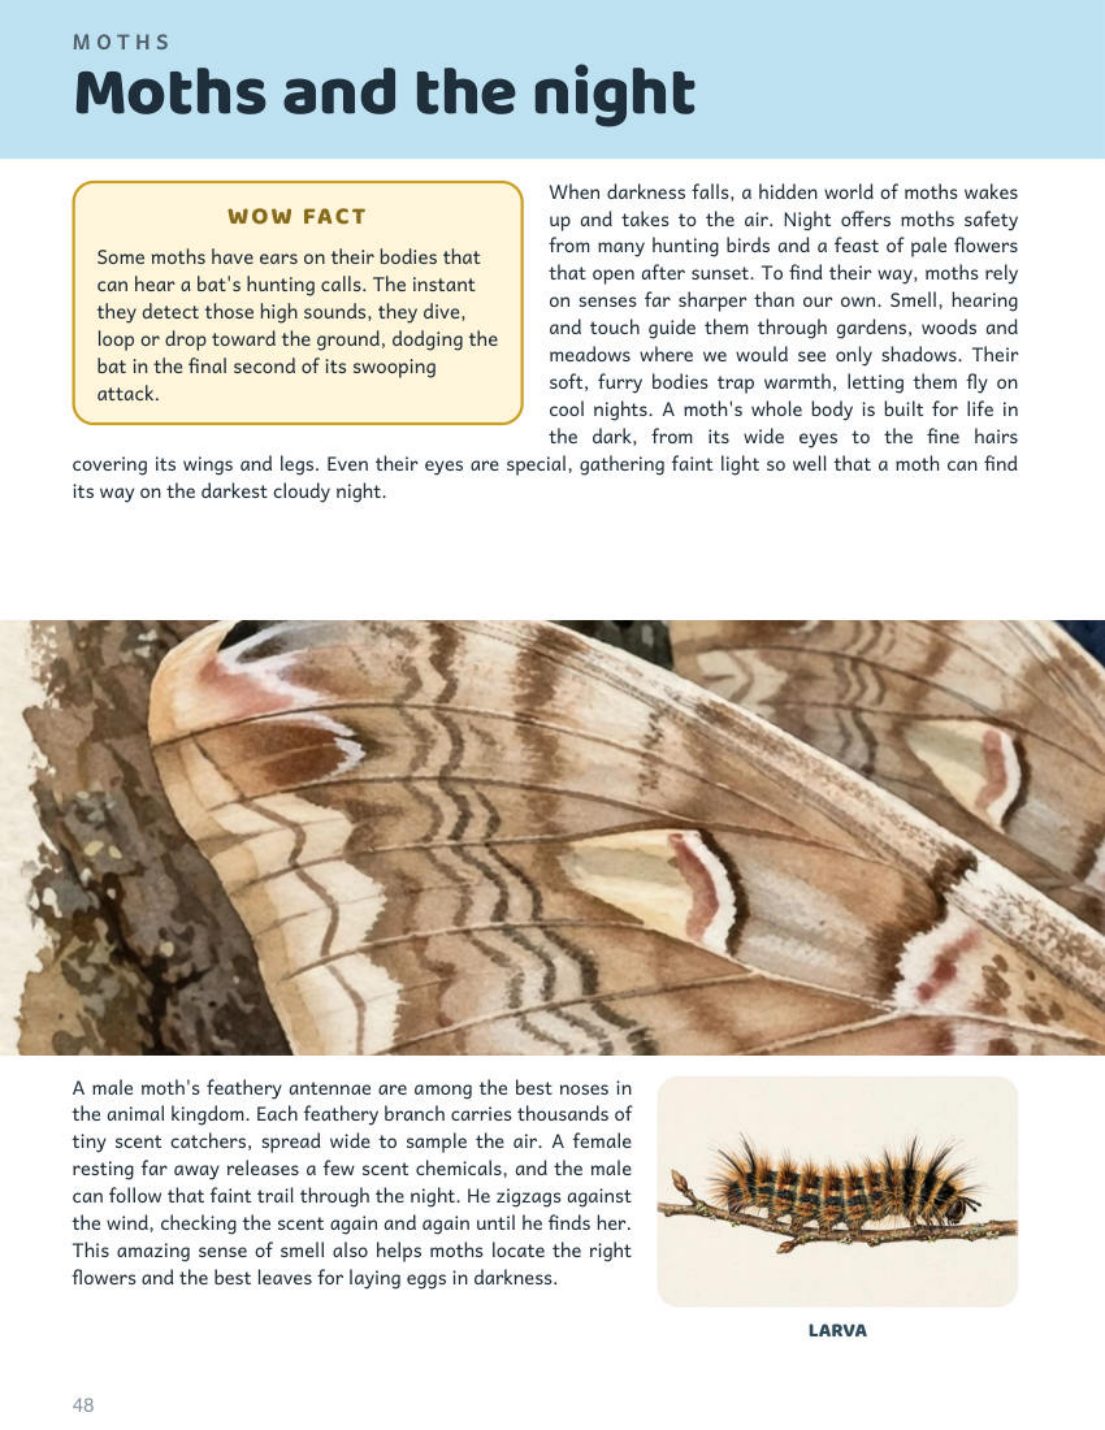 MOTHS
Moths and the night
WOW FACT
Some moths have ears on their bodies that
can hear a bat's hunting calls. The instant
they detect those high sounds, they dive,
loop or drop toward the ground, dodging the
bat in the final second of its swooping
attack.
When darkness falls, a hidden world of moths wakes
up and takes to the air. Night offers moths safety
from many hunting birds and a feast of pale flowers
that open after sunset. To find their way, moths rely
on senses far sharper than our own. Smell, hearing
and touch guide them through gardens, woods and
meadows where we would see only shadows. Their
soft, furry bodies trap warmth, letting them fly on
cool nights. A moth's whole body is built for life in
the dark, from its wide eyes to the fine hairs
covering its wings and legs. Even their eyes are special, gathering faint light so well that a moth can find
its way on the darkest cloudy night.
A male moth's feathery antennae are among the best noses in
the animal kingdom. Each feathery branch carries thousands of
tiny scent catchers, spread wide to sample the air. A female
resting far away releases a few scent chemicals, and the male
can follow that faint trail through the night. He zigzags against
the wind, checking the scent again and again until he finds her.
This amazing sense of smell also helps moths locate the right
flowers and the best leaves for laying eggs in darkness.
LARVA
48